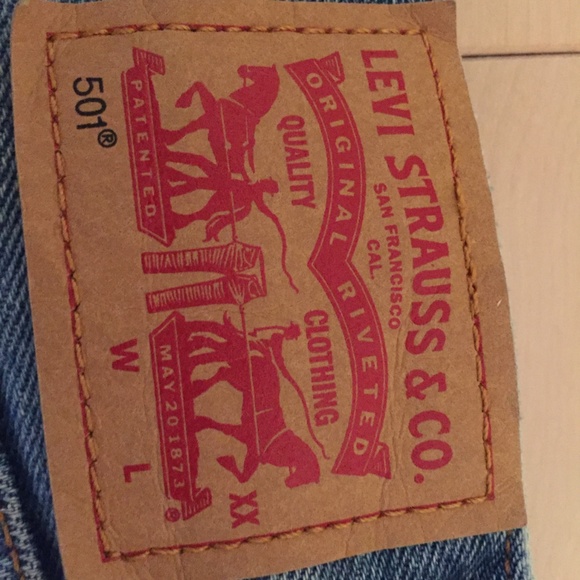 LEVI STRAUSS & CO.
SAN FRANCISCO
CAL.
ORIGINAL RIVETED
QUALITY CLOTHING
XX
PATENTED MAY 20 1873 ®
501® W L